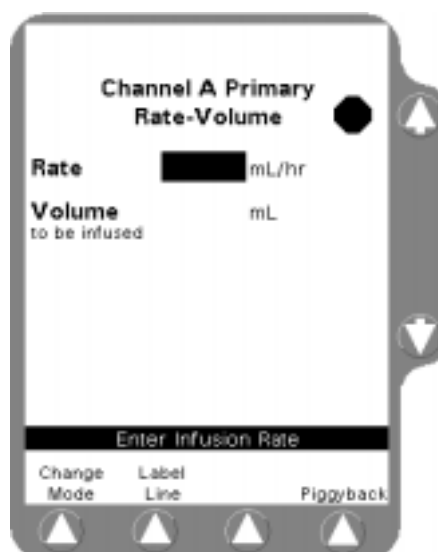 Channel A Primary
Rate-Volume
Rate mL/hr
Volume mL
to be infused
Enter Infusion Rate
Change Label
Mode Line Piggyback